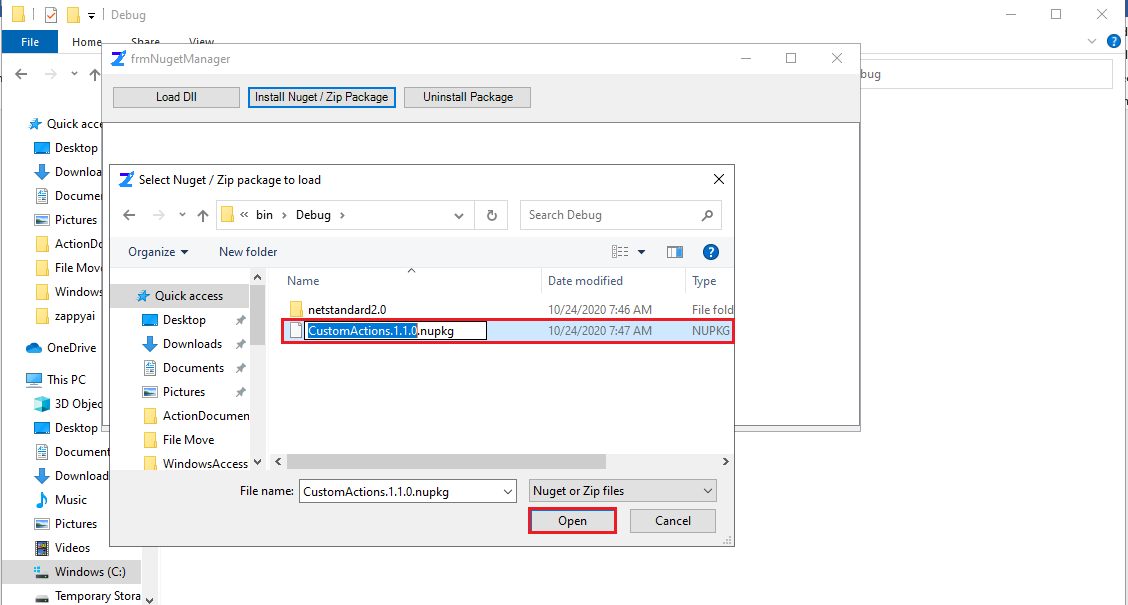 Debug
File Home Share View
frmNugetManager
bug
Load Dll Install Nuget / Zip Package Uninstall Package
Quick acce
Desktop
Downloa
Documen
Pictures
ActionDo
File Move
Windows
zappyai
OneDrive
This PC
3D Objec
Desktop
Document
Download
Music
Pictures
Videos
Windows (C:)
Temporary Stora
Select Nuget / Zip package to load
« bin › Debug › Search Debug
Organize New folder
Quick access
Desktop
Downloads
Documents
Pictures
ActionDocumen
File Move
WindowsAccess
Name Date modified Type
netstandard2.0 10/24/2020 7:46 AM File fold
CustomActions.1.1.0.nupkg 10/24/2020 7:47 AM NUPKG
File name: CustomActions.1.1.0.nupkg Nuget or Zip files
Open Cancel